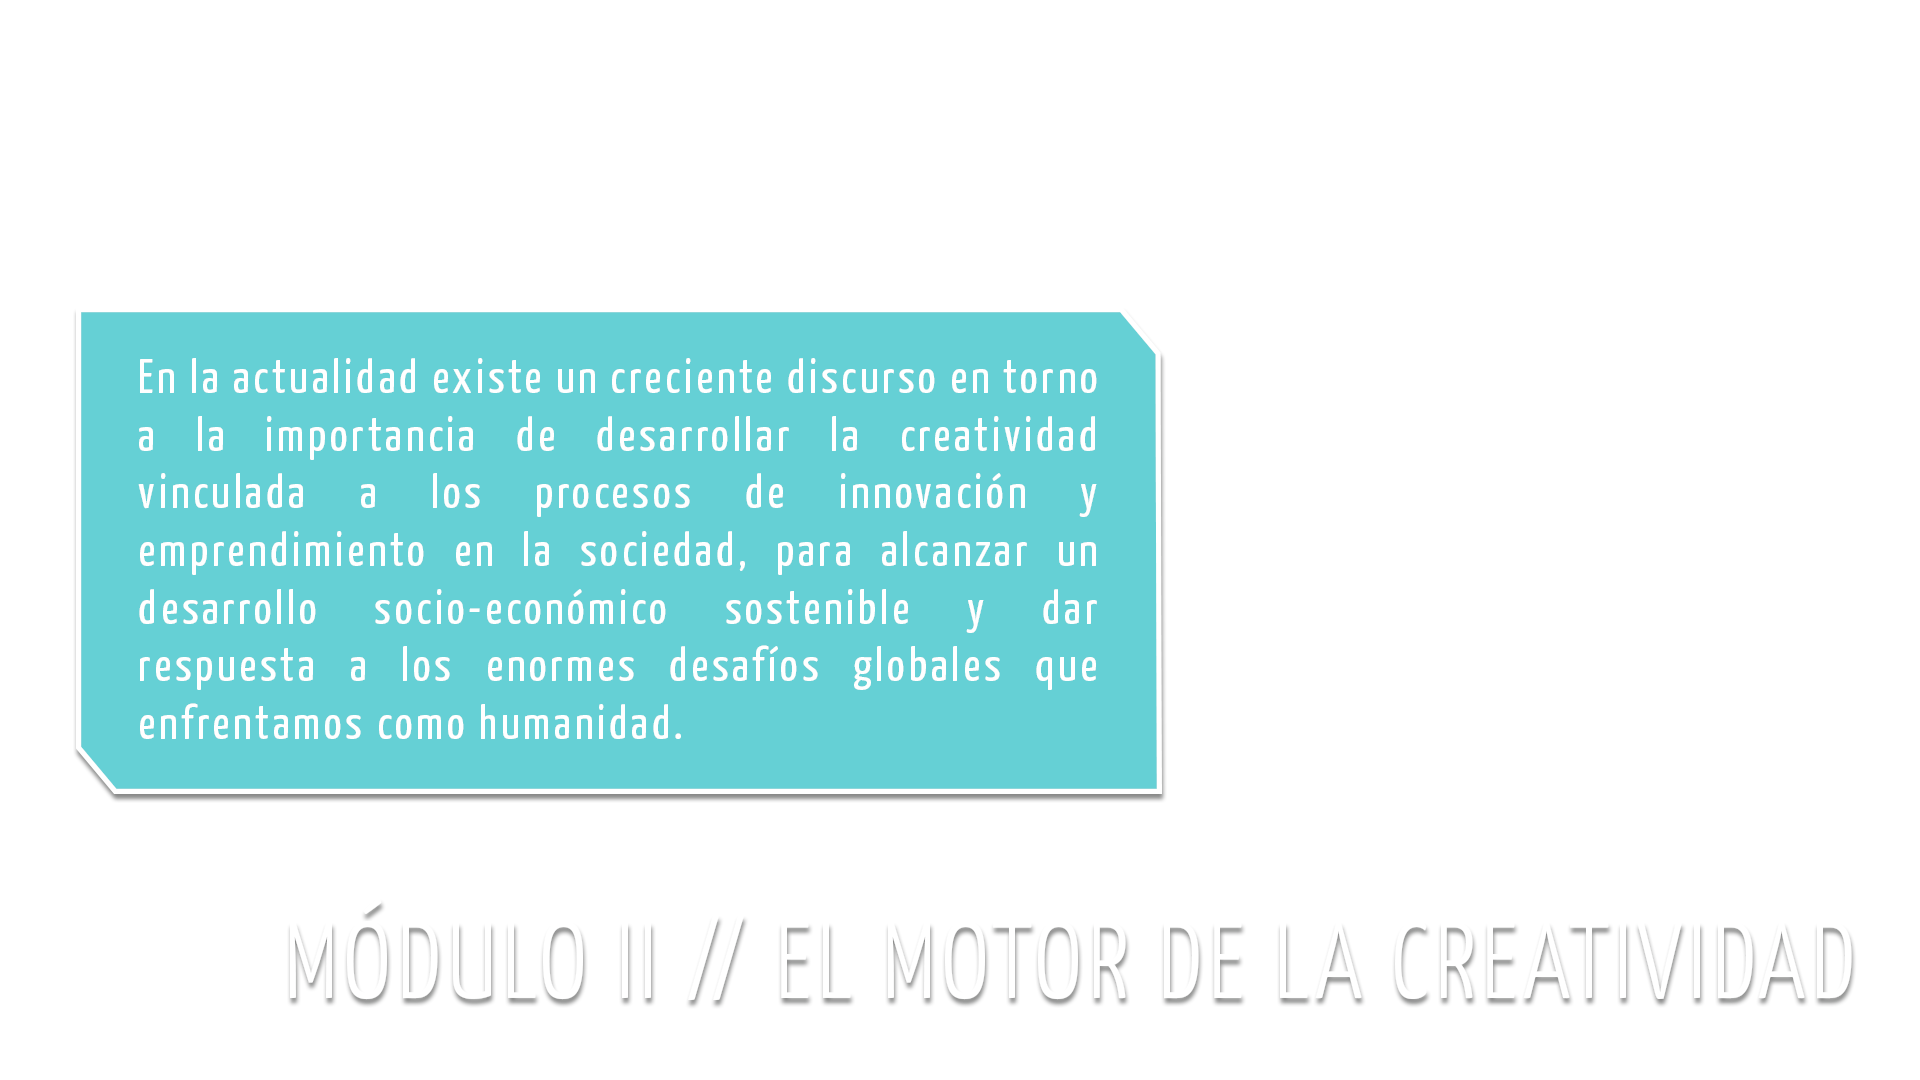 En la actualidad existe un creciente discurso en torno
a la importancia de desarrollar la creatividad
vinculada a los procesos de innovación y
emprendimiento en la sociedad, para alcanzar un
desarrollo socio-económico sostenible y dar
respuesta a los enormes desafíos globales que
enfrentamos como humanidad.
MÓDULO II // EL MOTOR DE LA CREATIVIDAD